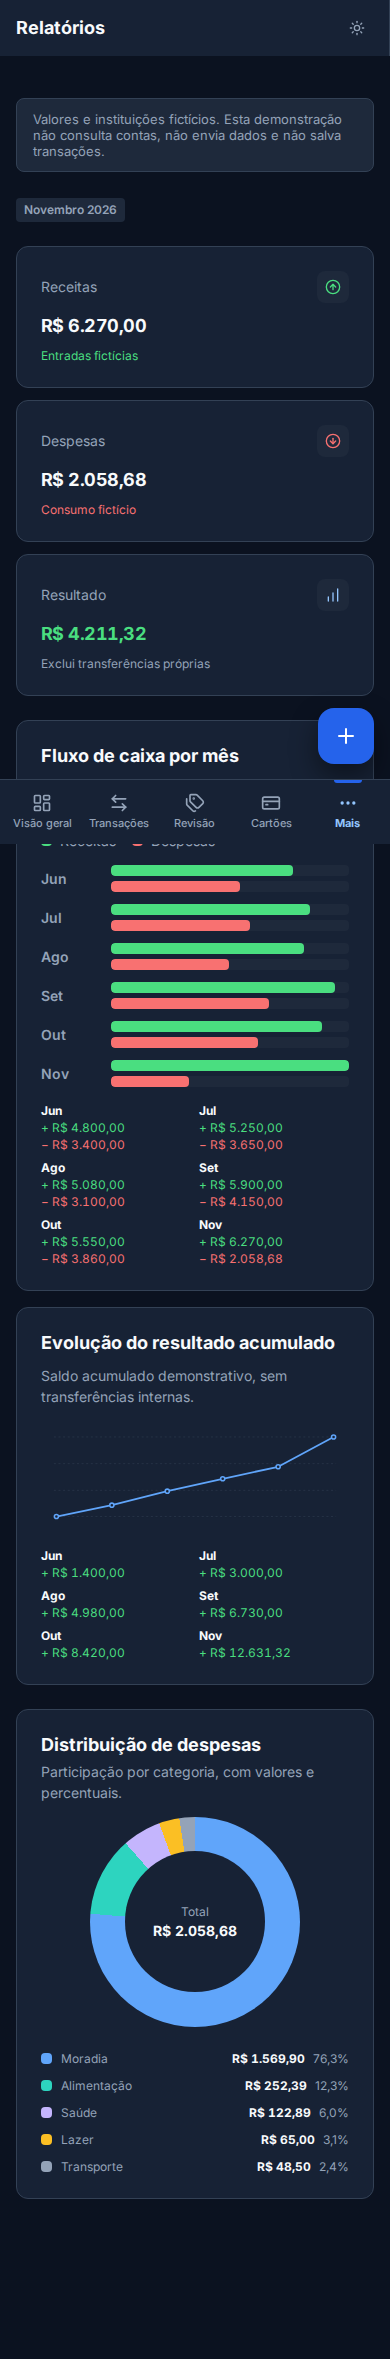 Relatórios
Valores e instituições fictícios. Esta demonstração
não consulta contas, não envia dados e não salva
transações.
Novembro 2026
Receitas
R$ 6.270,00
Entradas fictícias
Despesas
R$ 2.058,68
Consumo fictício
Resultado
R$ 4.211,32
Exclui transferências próprias
Fluxo de caixa por mês
Visão geral Transações Revisão Cartões Mais
Jun
Jul
Ago
Set
Out
Nov
Jun Jul
+ R$ 4.800,00 + R$ 5.250,00
− R$ 3.400,00 − R$ 3.650,00
Ago Set
+ R$ 5.080,00 + R$ 5.900,00
− R$ 3.100,00 − R$ 4.150,00
Out Nov
+ R$ 5.550,00 + R$ 6.270,00
− R$ 3.860,00 − R$ 2.058,68
Evolução do resultado acumulado
Saldo acumulado demonstrativo, sem
transferências internas.
Jun Jul
+ R$ 1.400,00 + R$ 3.000,00
Ago Set
+ R$ 4.980,00 + R$ 6.730,00
Out Nov
+ R$ 8.420,00 + R$ 12.631,32
Distribuição de despesas
Participação por categoria, com valores e
percentuais.
Total
R$ 2.058,68
Moradia R$ 1.569,90 76,3%
Alimentação R$ 252,39 12,3%
Saúde R$ 122,89 6,0%
Lazer R$ 65,00 3,1%
Transporte R$ 48,50 2,4%